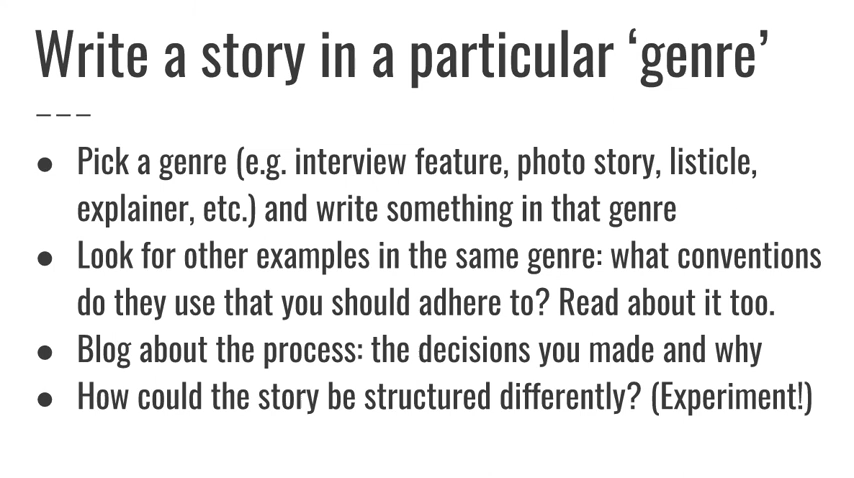 Write a story in a particular ‘genre’
– – –
● Pick a genre (e.g. interview feature, photo story, listicle,
explainer, etc.) and write something in that genre
● Look for other examples in the same genre: what conventions
do they use that you should adhere to? Read about it too.
● Blog about the process: the decisions you made and why
● How could the story be structured differently? (Experiment!)